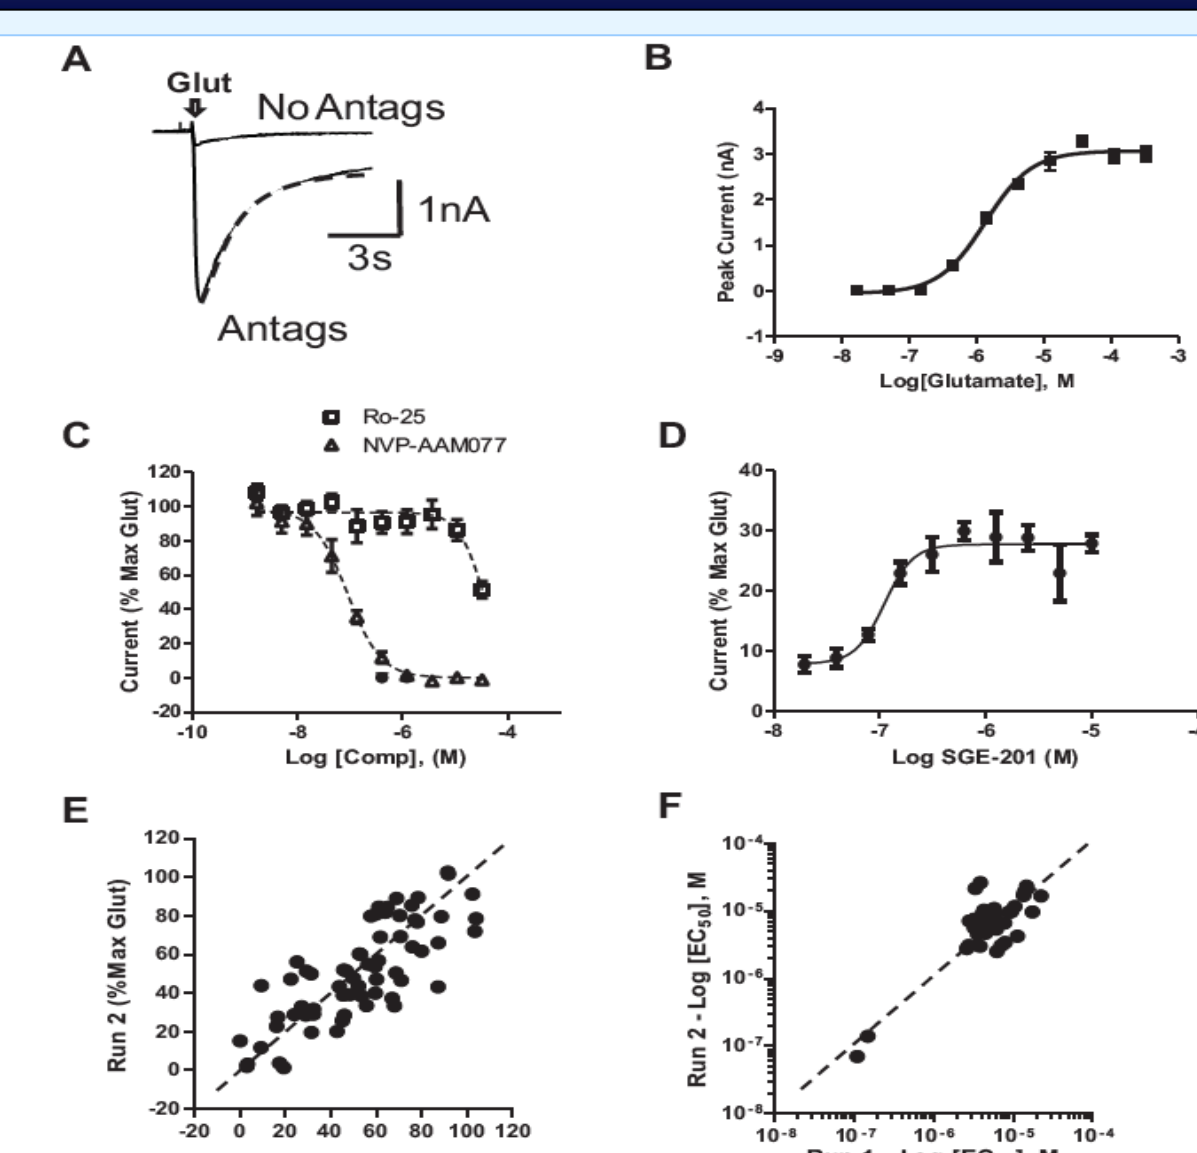 A
Glut
No Antags
1nA
3s
Antags
B
Peak Current (nA)
4
3
2
1
0
-1
-9 -8 -7 -6 -5 -4 -3
Log[Glutamate], M
C
Ro-25
NVP-AAM077
Current (% Max Glut)
120
100
80
60
40
20
0
-20
-10 -8 -6 -4
Log [Comp], (M)
D
Current (% Max Glut)
40
30
20
10
0
-8 -7 -6 -5
Log SGE-201 (M)
E
Run 2 (%Max Glut)
120
100
80
60
40
20
0
-20
-20 0 20 40 60 80 100 120
F
Run 2 - Log [EC₅₀], M
10⁻⁴
10⁻⁵
10⁻⁶
10⁻⁷
10⁻⁸
10⁻⁸ 10⁻⁷ 10⁻⁶ 10⁻⁵ 10⁻⁴